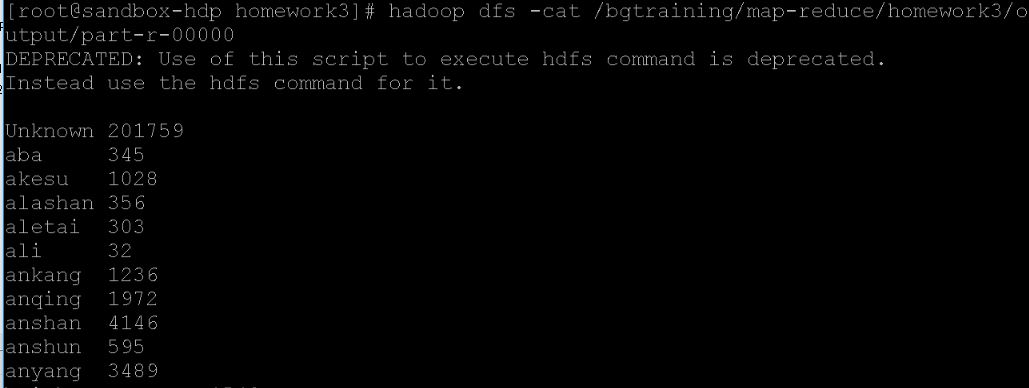 [root@sandbox-hdp homework3]# hadoop dfs -cat /bgtraining/map-reduce/homework3/o
utput/part-r-00000
DEPRECATED: Use of this script to execute hdfs command is deprecated.
Instead use the hdfs command for it.
Unknown 201759
aba 345
akesu 1028
alashan 356
aletai 303
ali 32
ankang 1236
anqing 1972
anshan 4146
anshun 595
anyang 3489